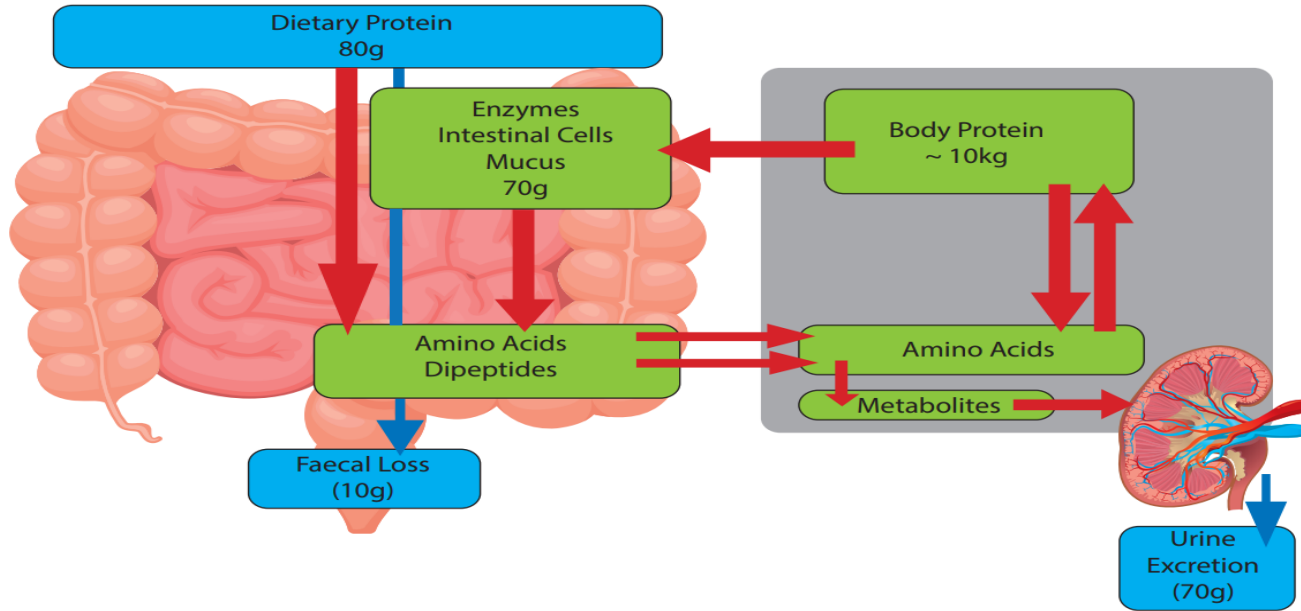 Dietary Protein
80g
Enzymes
Intestinal Cells
Mucus
70g
Body Protein
~ 10kg
Amino Acids
Dipeptides
Amino Acids
Metabolites
Faecal Loss
(10g)
Urine
Excretion
(70g)